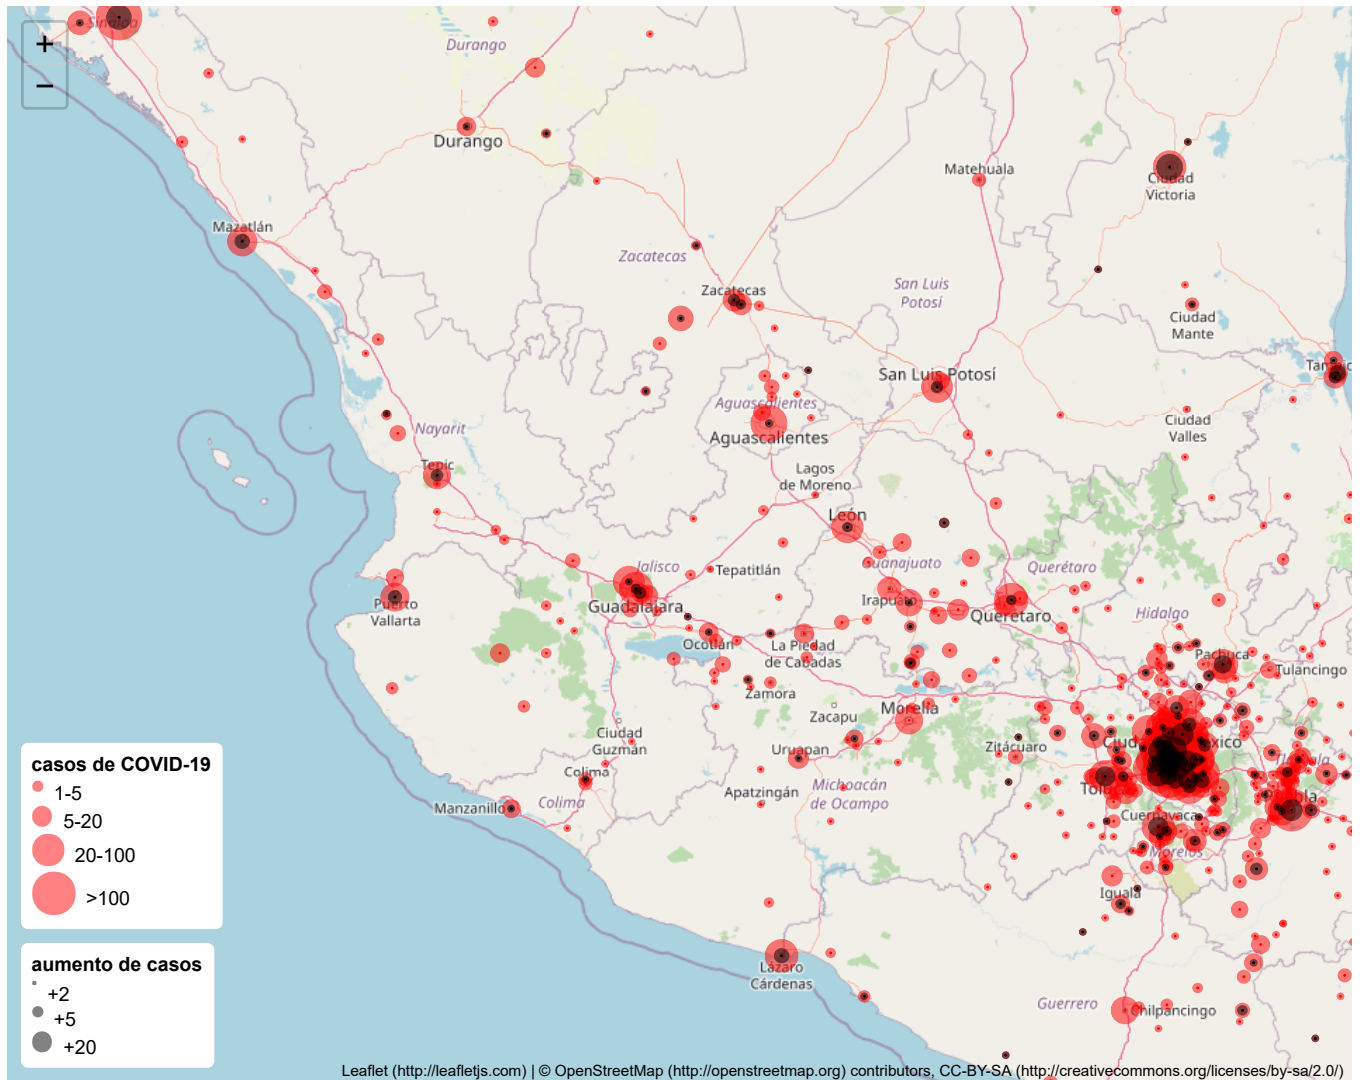 Sinaloa
+
−
Durango
Durango
Matehuala
Ciudad
Victoria
Mazatlán
Zacatecas
Zacatecas
San Luis
Potosí
Ciudad
Mante
San Luis Potosí
Aguascalientes
Aguascalientes
Nayarit
Ciudad
Valles
Tepic
Lagos
de Moreno
León
Jalisco
Tepatitlán
Guanajuato
Querétaro
Puerto
Vallarta
Guadalajara
Irapuato
Querétaro
Hidalgo
Ocotlán
La Piedad
de Cabadas
Pachuca
Tulancingo
Zamora
Morelia
Zacapu
Ciudad
Guzmán
Uruapan
Zitácuaro
Colima
Apatzingán
Michoacán
de Ocampo
Manzanillo
Colima
Cuernavaca
Morelos
Iguala
Lázaro
Cárdenas
Guerrero
Chilpancingo
casos de COVID-19
1-5
5-20
20-100
>100
aumento de casos
+2
+5
+20
Leaflet (http://leafletjs.com) | © OpenStreetMap (http://openstreetmap.org) contributors, CC-BY-SA (http://creativecommons.org/licenses/by-sa/2.0/)